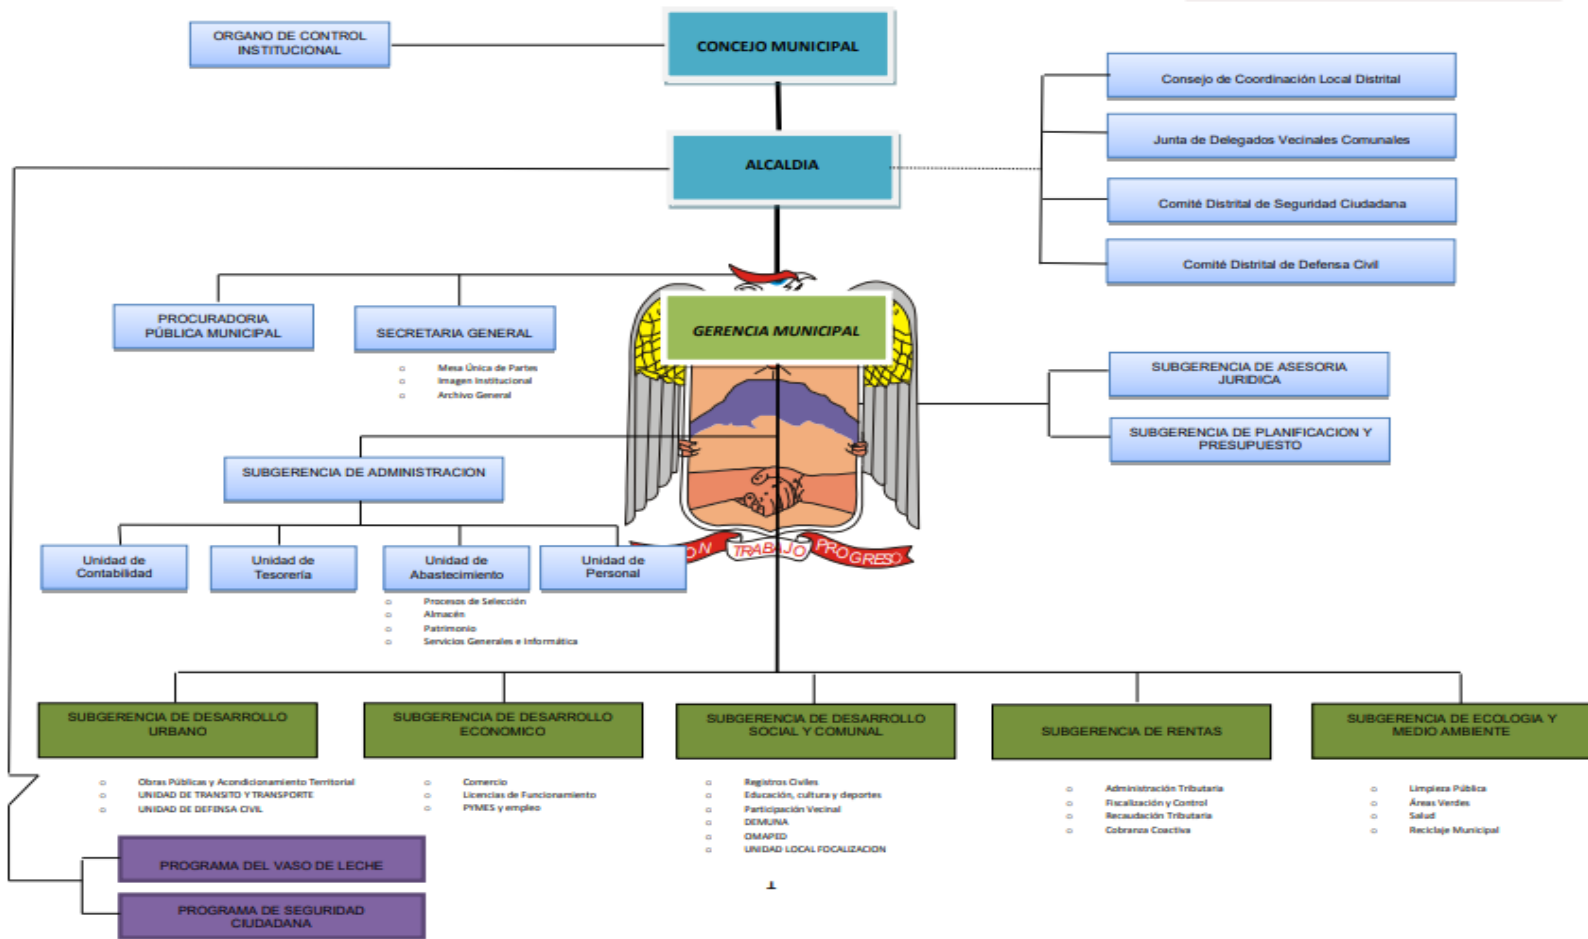 ORGANO DE CONTROL
INSTITUCIONAL
CONCEJO MUNICIPAL
Consejo de Coordinación Local Distrital
Junta de Delegados Vecinales Comunales
ALCALDIA
Comité Distrital de Seguridad Ciudadana
Comité Distrital de Defensa Civil
PROCURADORIA
PÚBLICA MUNICIPAL
SECRETARIA GENERAL
o Mesa Única de Partes
o Imagen Institucional
o Archivo General
GERENCIA MUNICIPAL
SUBGERENCIA DE ASESORIA
JURIDICA
SUBGERENCIA DE PLANIFICACION Y
PRESUPUESTO
SUBGERENCIA DE ADMINISTRACION
Unidad de
Contabilidad
Unidad de
Tesorería
Unidad de
Abastecimiento
o Procesos de Selección
o Almacén
o Patrimonio
o Servicios Generales e Informática
Unidad de
Personal
ON TRABAJO PROGRESO
SUBGERENCIA DE DESARROLLO
URBANO
o Obras Públicas y Acondicionamiento Territorial
o UNIDAD DE TRANSITO Y TRANSPORTE
o UNIDAD DE DEFENSA CIVIL
SUBGERENCIA DE DESARROLLO
ECONOMICO
o Comercio
o Licencias de Funcionamiento
o PYMES y empleo
SUBGERENCIA DE DESARROLLO
SOCIAL Y COMUNAL
o Registros Civiles
o Educación, cultura y deportes
o Participación Vecinal
o DEMUNA
o OMAPED
o UNIDAD LOCAL FOCALIZACION
SUBGERENCIA DE RENTAS
o Administración Tributaria
o Fiscalización y Control
o Recaudación Tributaria
o Cobranza Coactiva
SUBGERENCIA DE ECOLOGIA Y
MEDIO AMBIENTE
o Limpieza Pública
o Áreas Verdes
o Salud
o Reciclaje Municipal
PROGRAMA DEL VASO DE LECHE
PROGRAMA DE SEGURIDAD
CIUDADANA